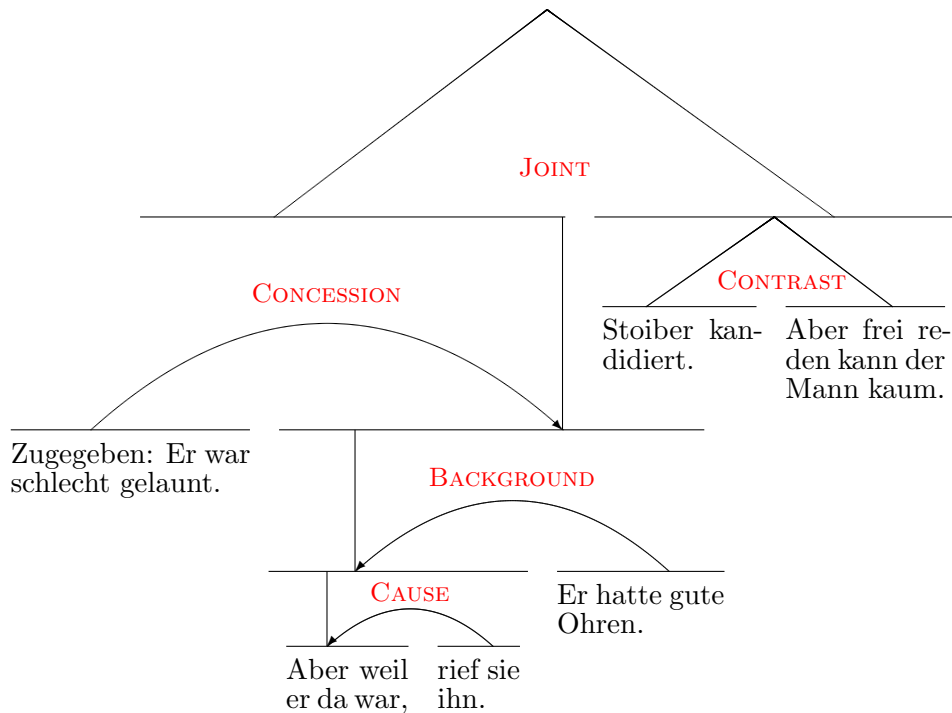 JOINT
CONCESSION
CONTRAST
Stoiber kan-
didiert.
Aber frei re-
den kann der
Mann kaum.
Zugegeben: Er war
schlecht gelaunt.
BACKGROUND
CAUSE
Er hatte gute
Ohren.
Aber weil
er da war,
rief sie
ihn.